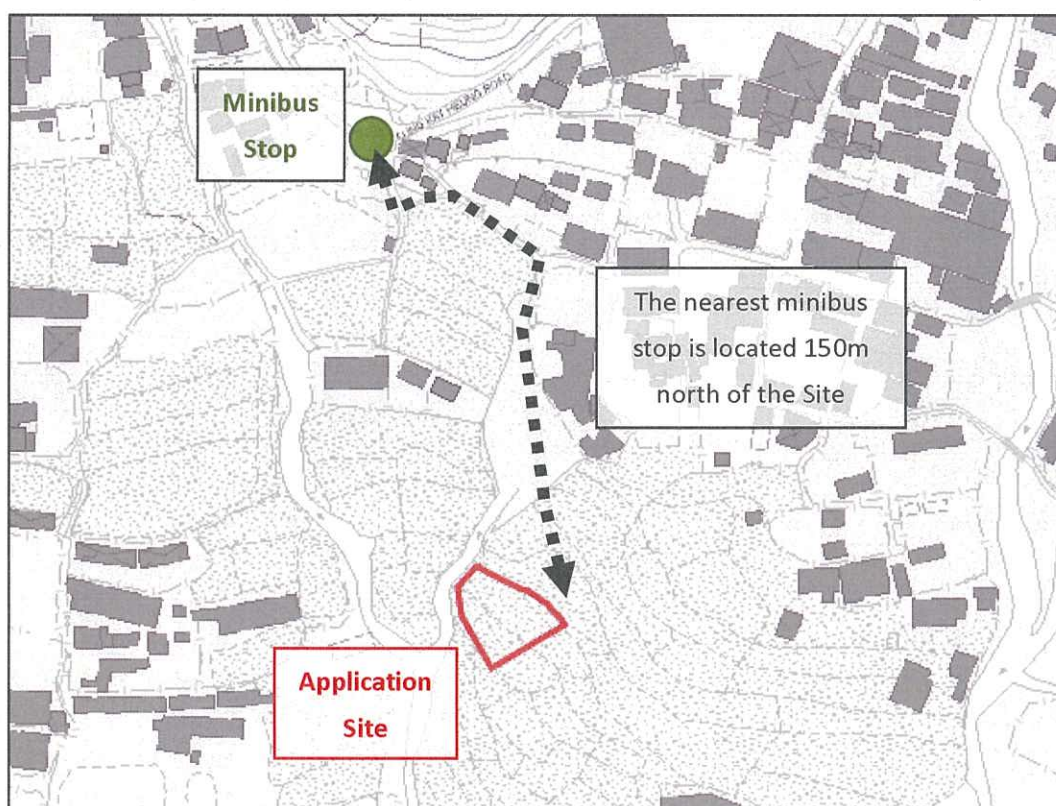 Minibus
Stop
The nearest minibus
stop is located 150m
north of the Site
Application
Site